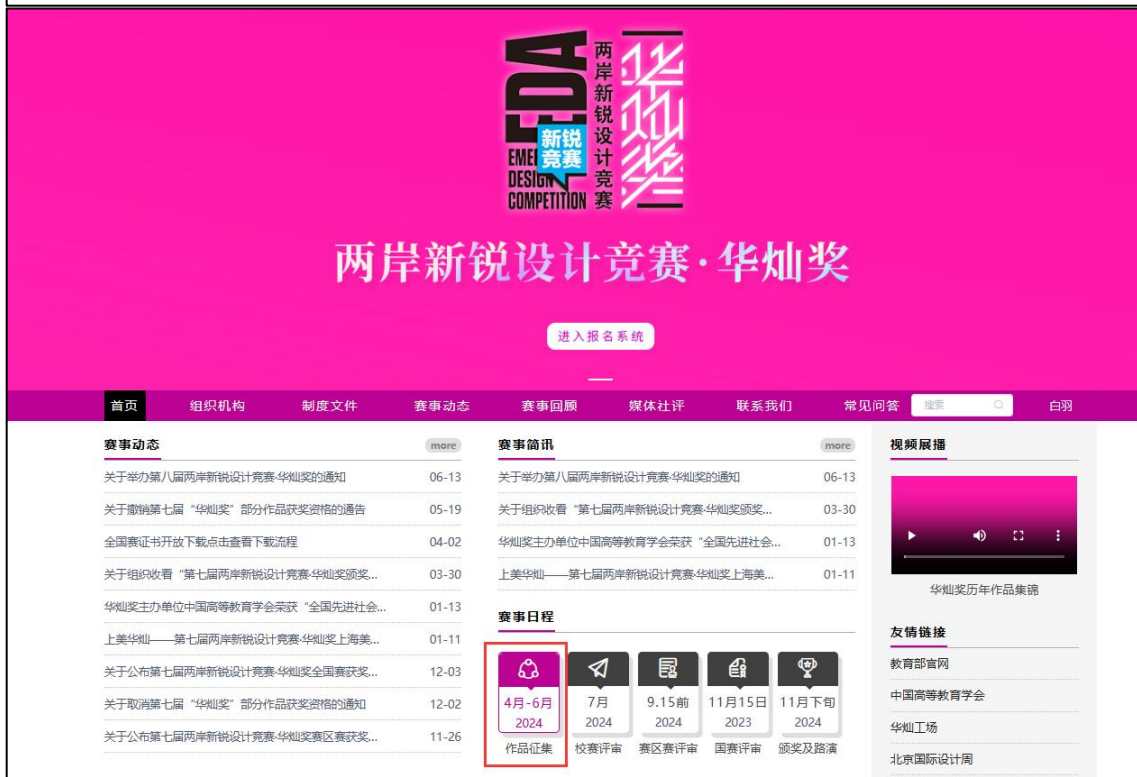 EDA
新锐
竞赛
EME
DESIGN
COMPETITION
两岸新锐设计竞赛
华灿奖
两岸新锐设计竞赛·华灿奖
进入报名系统
首页 组织机构 制度文件 赛事动态 赛事回顾 媒体社评 联系我们 常见问答 搜索 白羽
赛事动态 more
关于举办第八届两岸新锐设计竞赛·华灿奖的通知 06-13
关于撤销第七届“华灿奖”部分作品获奖资格的通告 05-19
全国赛证书开放下载点击查看下载流程 04-02
关于组织收看“第七届两岸新锐设计竞赛·华灿奖颁奖... 03-30
华灿奖主办单位中国高等教育学会荣获“全国先进社会... 01-13
上美华灿——第七届两岸新锐设计竞赛·华灿奖上海美... 01-11
关于公布第七届两岸新锐设计竞赛·华灿奖全国赛获奖... 12-03
关于取消第七届“华灿奖”部分作品获奖资格的通知 12-02
关于公布第七届两岸新锐设计竞赛·华灿奖赛区赛获奖... 11-26
赛事简讯 more
关于举办第八届两岸新锐设计竞赛·华灿奖的通知 06-13
关于组织收看“第七届两岸新锐设计竞赛·华灿奖颁奖... 03-30
华灿奖主办单位中国高等教育学会荣获“全国先进社会... 01-13
上美华灿——第七届两岸新锐设计竞赛·华灿奖上海美... 01-11
赛事日程
4月-6月 7月 9.15前 11月15日 11月下旬
2024 2024 2024 2023 2024
作品征集 校赛评审 赛区赛评审 国赛评审 颁奖及路演
视频展播
华灿奖历年作品集锦
友情链接
教育部官网
中国高等教育学会
华灿工场
北京国际设计周